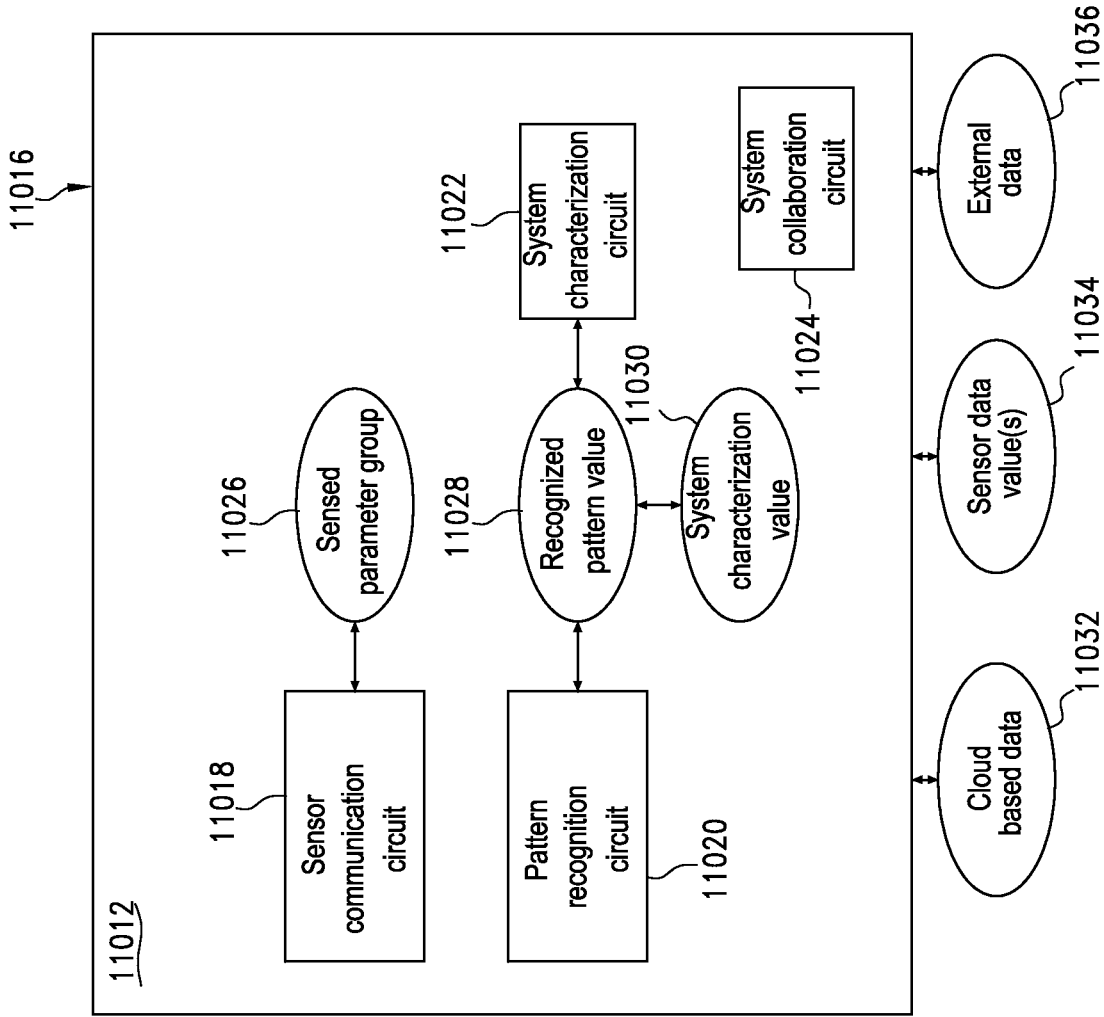 11016
11012
11018
Sensor
communication
circuit
11026
Sensed
parameter group
11022
System
characterization
circuit
11020
Pattern
recognition
circuit
11028
Recognized
pattern value
11030
System
characterization
value
11024
System
collaboration
circuit
Cloud
based data
11032
Sensor data
value(s)
11034
External
data
11036